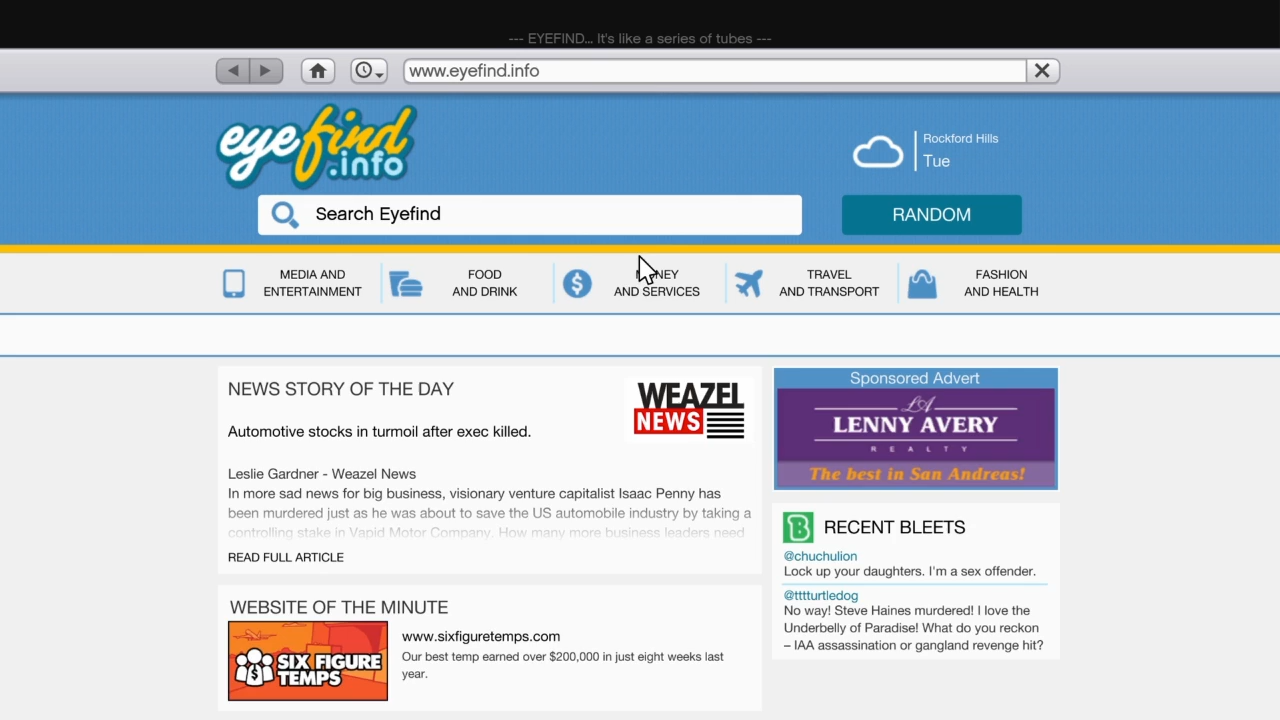 --- EYEFIND... It's like a series of tubes ---
www.eyefind.info
eyefind
.info
Rockford Hills
Tue
Search Eyefind
RANDOM
MEDIA AND
ENTERTAINMENT
FOOD
AND DRINK
MONEY
AND SERVICES
TRAVEL
AND TRANSPORT
FASHION
AND HEALTH
NEWS STORY OF THE DAY
WEAZEL
NEWS
Automotive stocks in turmoil after exec killed.
Leslie Gardner - Weazel News
In more sad news for big business, visionary venture capitalist Isaac Penny has
been murdered just as he was about to save the US automobile industry by taking a
controlling stake in Vapid Motor Company. How many more business leaders need
READ FULL ARTICLE
WEBSITE OF THE MINUTE
SIX FIGURE
TEMPS
www.sixfiguretemps.com
Our best temp earned over $200,000 in just eight weeks last
year.
Sponsored Advert
LA
LENNY AVERY
REALTY
The best in San Andreas!
RECENT BLEETS
@chuchulion
Lock up your daughters. I'm a sex offender.
@tttturtledog
No way! Steve Haines murdered! I love the
Underbelly of Paradise! What do you reckon
– IAA assassination or gangland revenge hit?